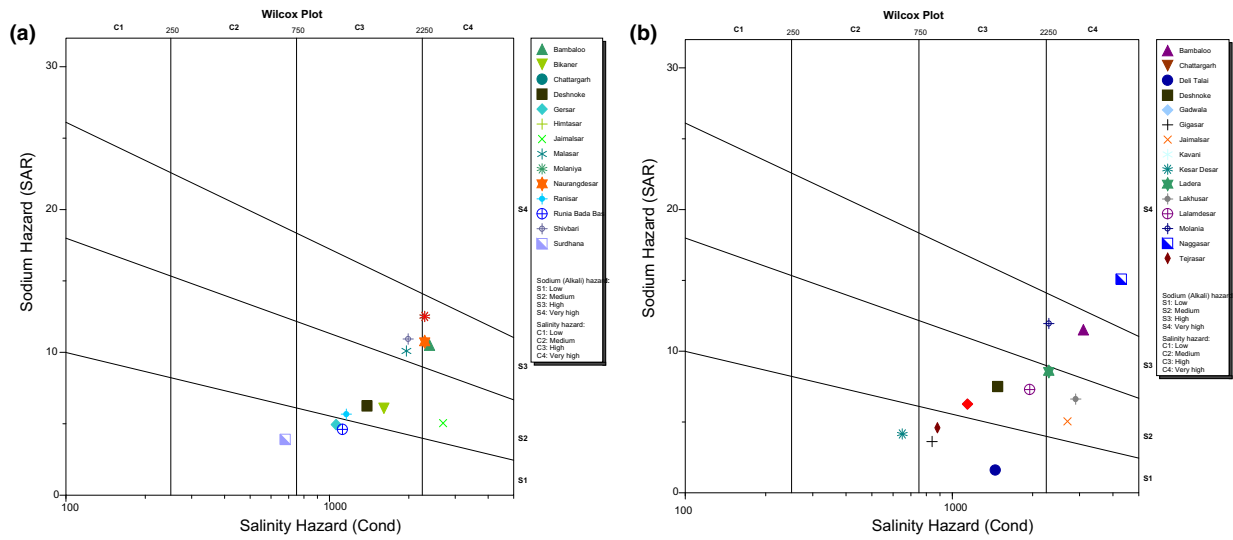 (a)
Wilcox Plot
C1 250 C2 750 C3 2250 C4
30
20
10
0
100
1000
Sodium Hazard (SAR)
Salinity Hazard (Cond)
S4
S3
S2
S1
Bambaloo
Bikaner
Chattargarh
Deshnoke
Gersar
Himtasar
Jaimalsar
Malasar
Molaniya
Naurangdesar
Ranisar
Runia Bada Bas
Shivbari
Surdhana
Sodium (Alkali) hazard:
S1: Low
S2: Medium
S3: High
S4: Very high
Salinity hazard:
C1: Low
C2: Medium
C3: High
C4: Very high
(b)
Wilcox Plot
C1 250 C2 750 C3 2250 C4
30
20
10
0
100
1000
Sodium Hazard (SAR)
Salinity Hazard (Cond)
S4
S3
S2
S1
Bambaloo
Chattargarh
Deli Talai
Deshnoke
Gadwala
Gigasar
Jaimalsar
Kavani
Kesar Desar
Ladera
Lakhusar
Lalamdesar
Molania
Naggasar
Tejrasar
Sodium (Alkali) hazard
S1: Low
S2: Medium
S3: High
S4: Very high
Salinity hazard:
C1: Low
C2: Medium
C3: High
C4: Very high